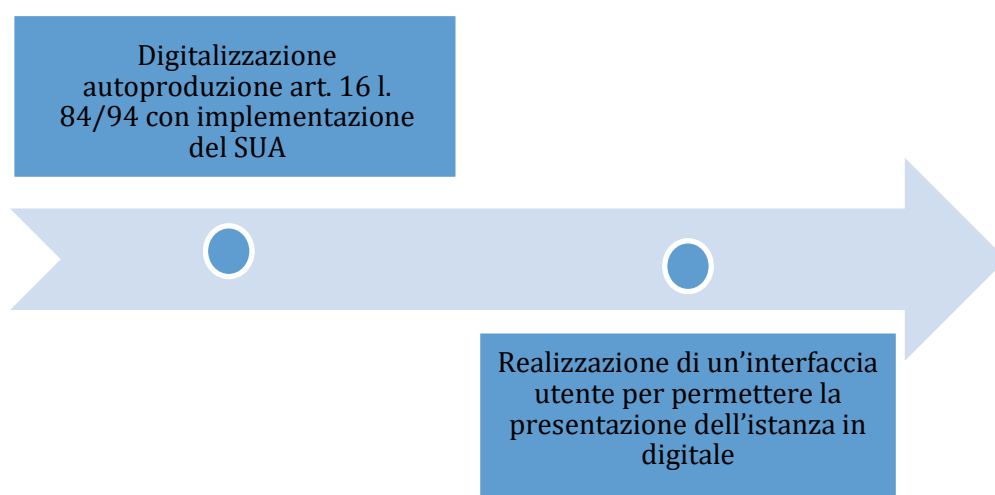 Digitalizzazione
autoproduzione art. 16 l.
84/94 con implementazione
del SUA
Realizzazione di un’interfaccia
utente per permettere la
presentazione dell’istanza in
digitale